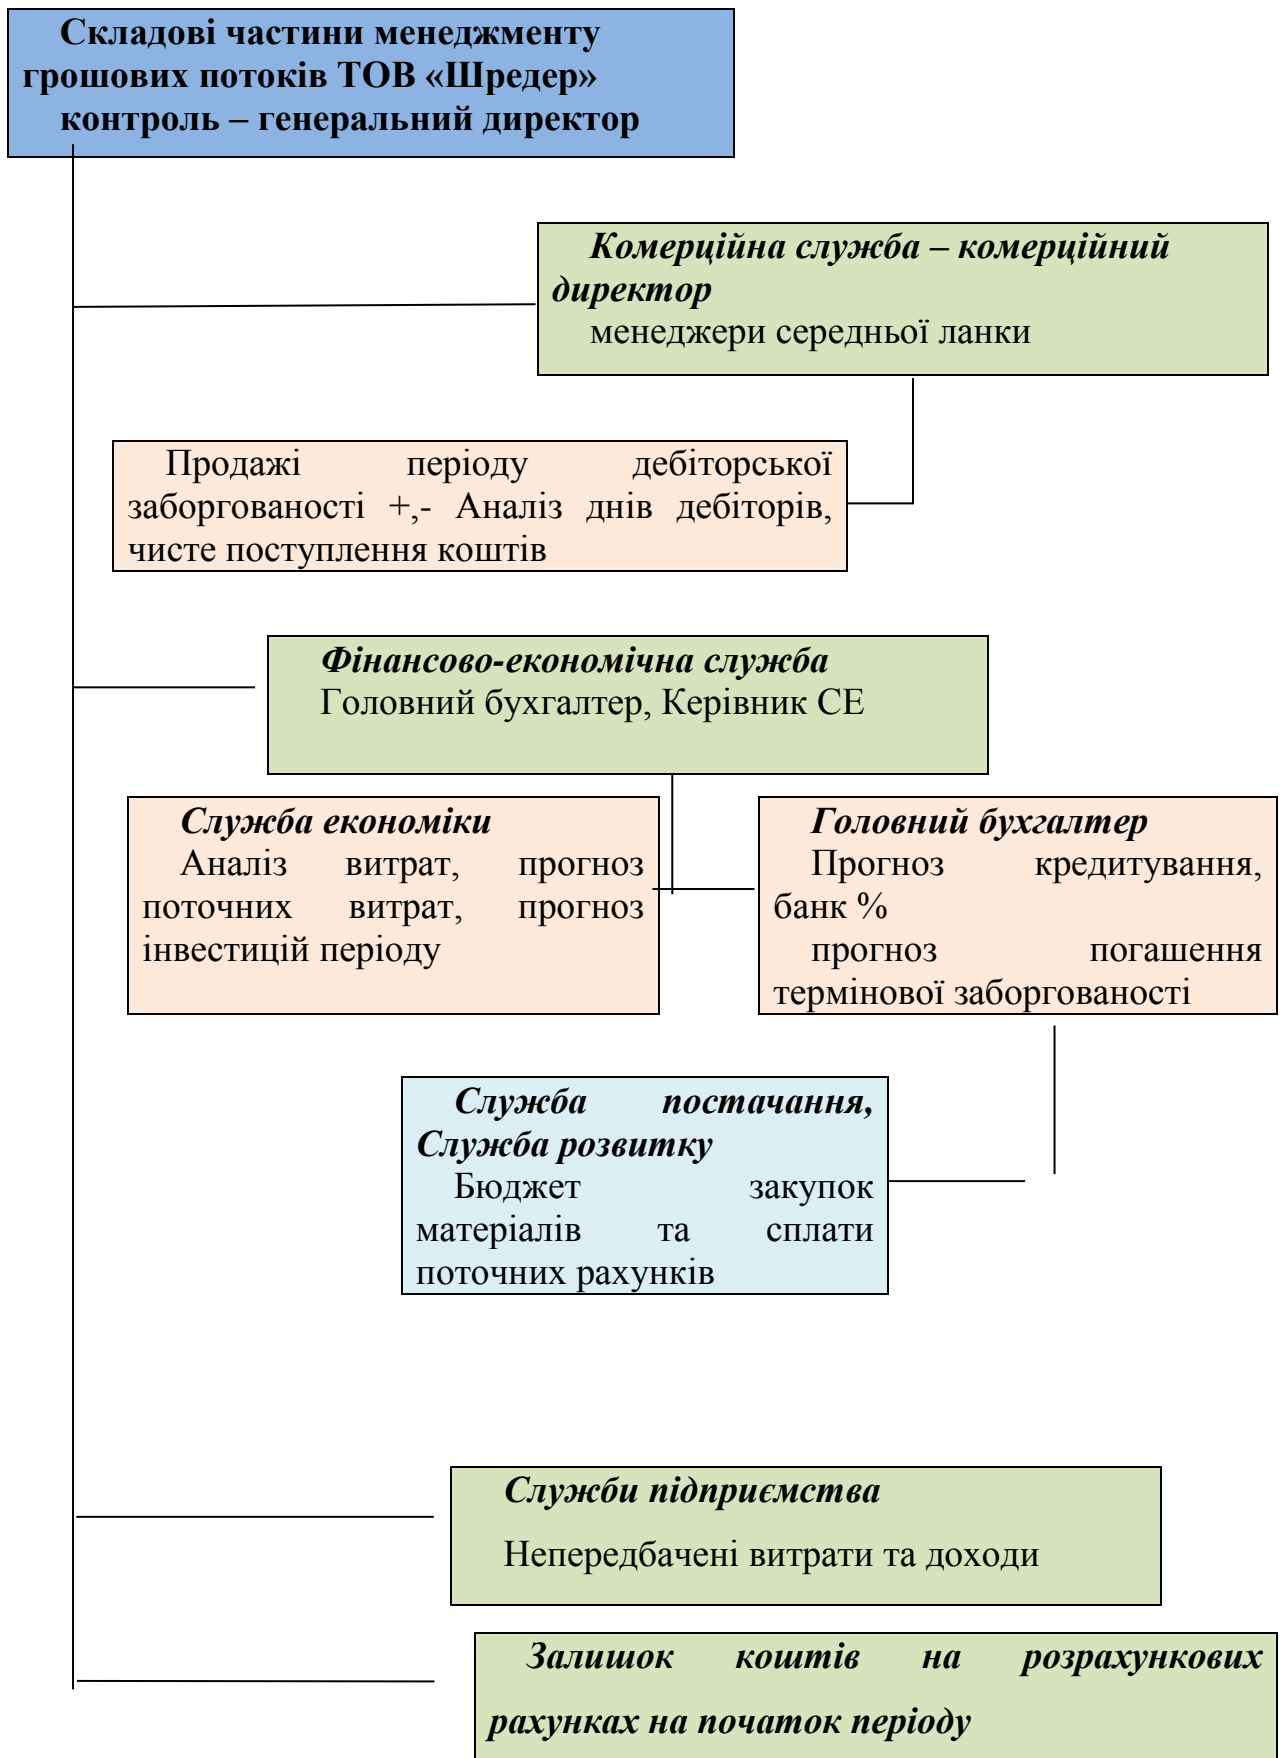 Складові частини менеджменту
грошових потоків ТОВ «Шредер»
контроль – генеральний директор
Комерційна служба – комерційний
директор
менеджери середньої ланки
Продажі періоду дебіторської
заборгованості +,- Аналіз днів дебіторів,
чисте поступлення коштів
Фінансово-економічна служба
Головний бухгалтер, Керівник СЕ
Служба економіки
Аналіз витрат, прогноз
поточних витрат, прогноз
інвестицій періоду
Головний бухгалтер
Прогноз кредитування,
банк %
прогноз погашення
термінової заборгованості
Служба постачання,
Служба розвитку
Бюджет закупок
матеріалів та сплати
поточних рахунків
Служби підприємства
Непередбачені витрати та доходи
Залишок коштів на розрахункових
рахунках на початок періоду